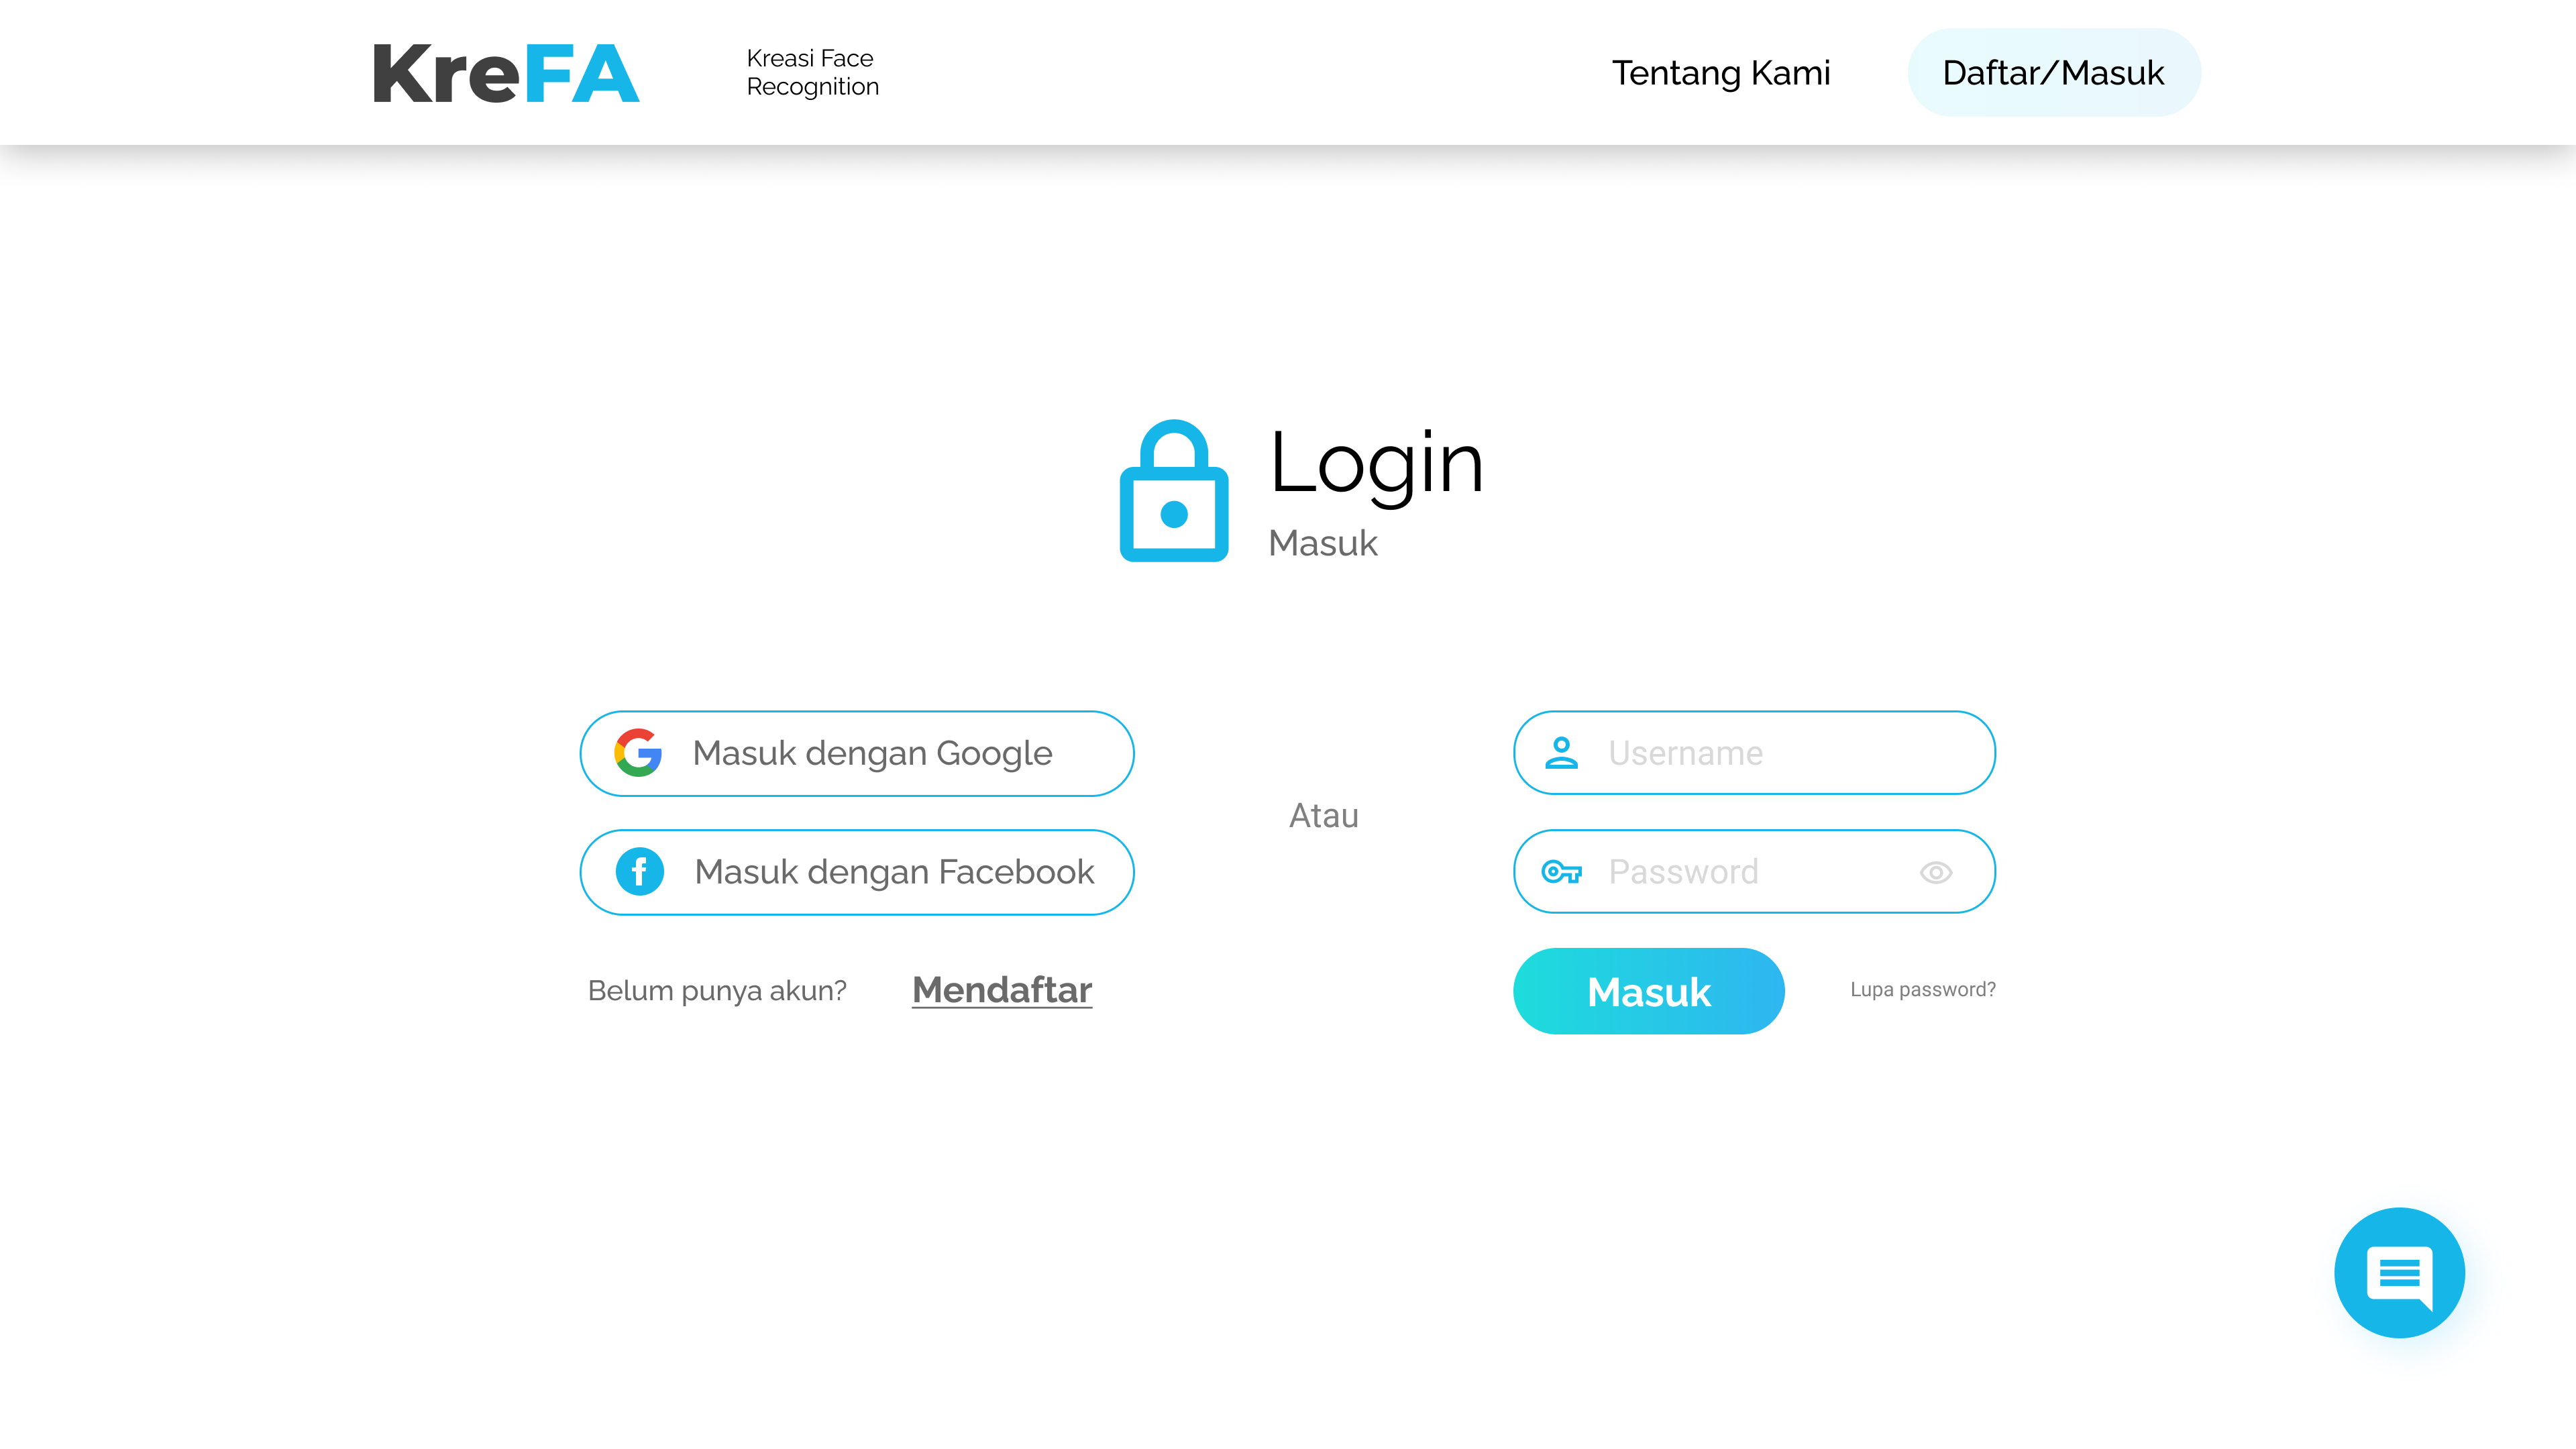 KreFA
Kreasi Face
Recognition
Tentang Kami
Daftar/Masuk
Login
Masuk
Masuk dengan Google
Masuk dengan Facebook
Belum punya akun? Mendaftar
Atau
Username
Password
Masuk
Lupa password?